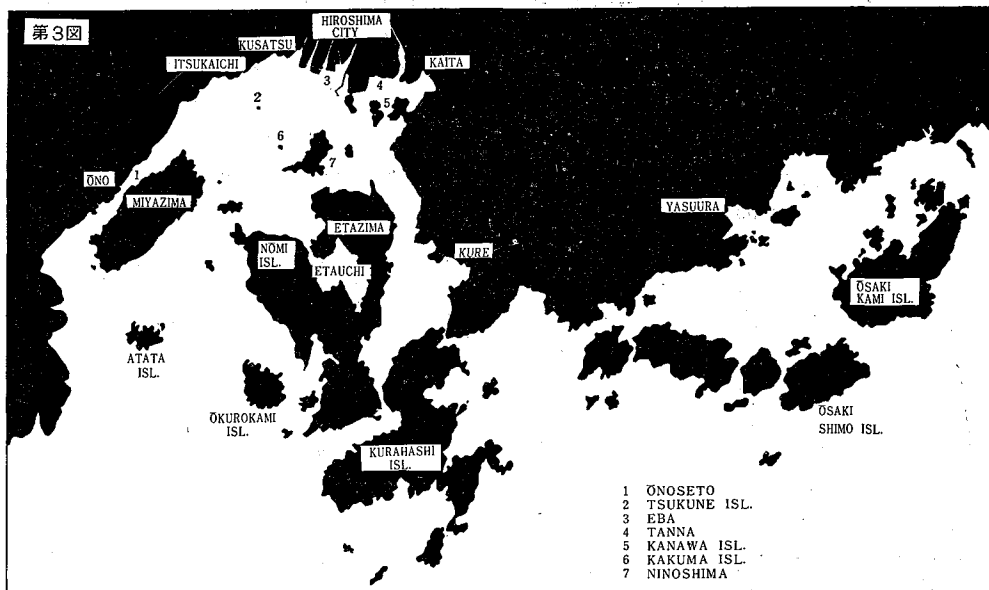 第3図
HIROSHIMA
CITY
KUSATSU
ITSUKAICHI
KAITA
3
4
5
2
6
7
1
ŌNO
MIYAZIMA
YASUURA
ETAZIMA
NŌMI
ISL.
ETAUCHI
KURE
ŌSAKI
KAMI ISL.
ATATA
ISL.
ŌKUROKAMI
ISL.
ŌSAKI
SHIMO ISL.
KURAHASHI
ISL.
1 ŌNOSETO
2 TSUKUNE ISL.
3 EBA
4 TANNA
5 KANAWA ISL.
6 KAKUMA ISL.
7 NINOSHIMA